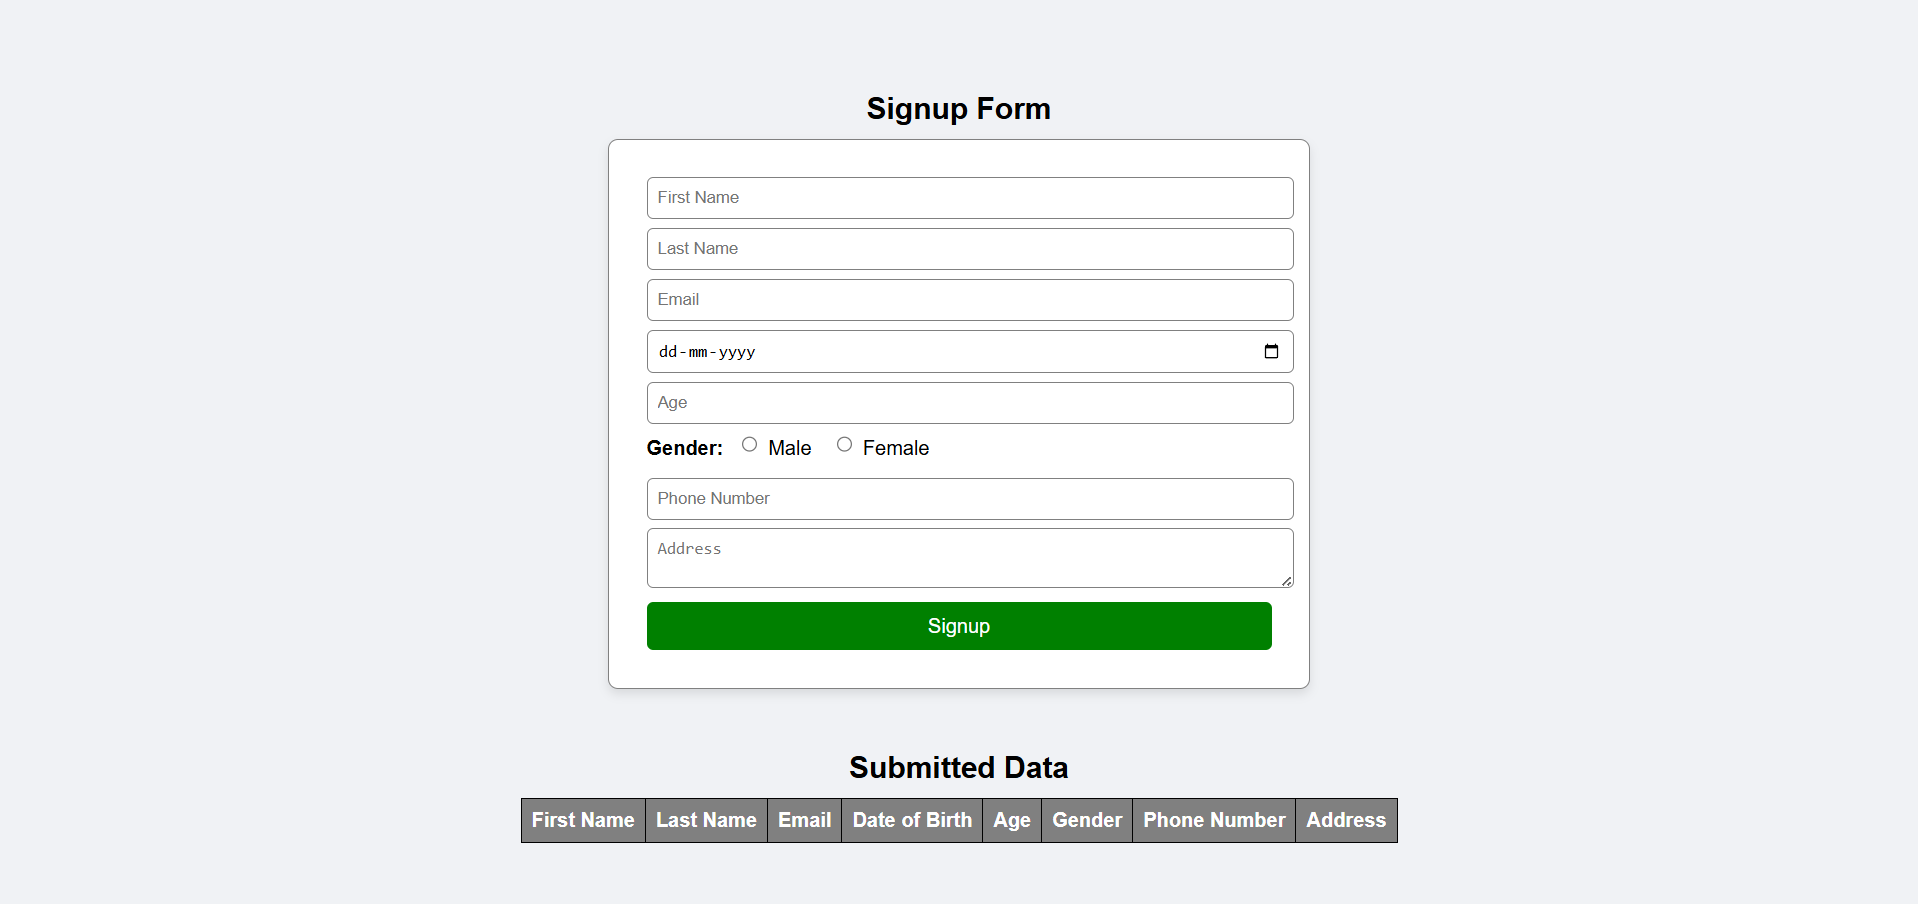 Signup Form
First Name
Last Name
Email
dd-mm-yyyy
Age
Gender: Male Female
Phone Number
Address
Signup
Submitted Data
First Name Last Name Email Date of Birth Age Gender Phone Number Address